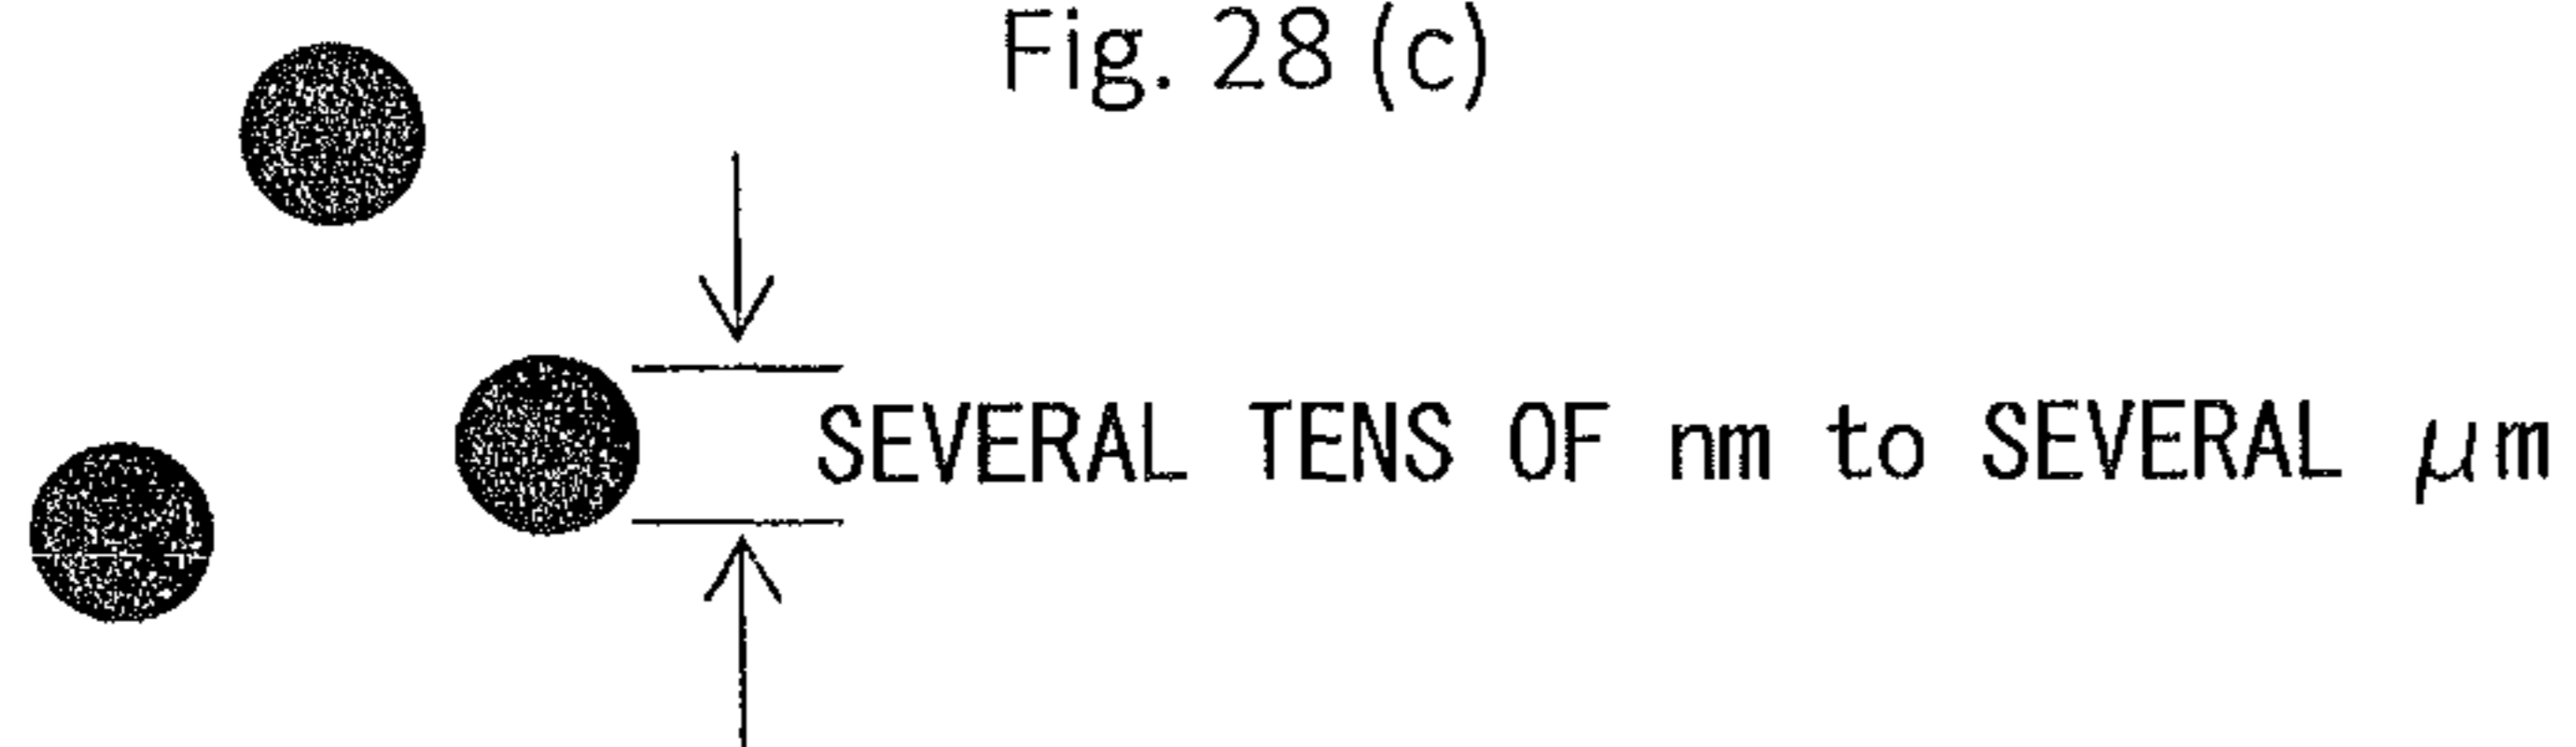 Fig. 28 (c)
SEVERAL TENS OF nm to SEVERAL μm